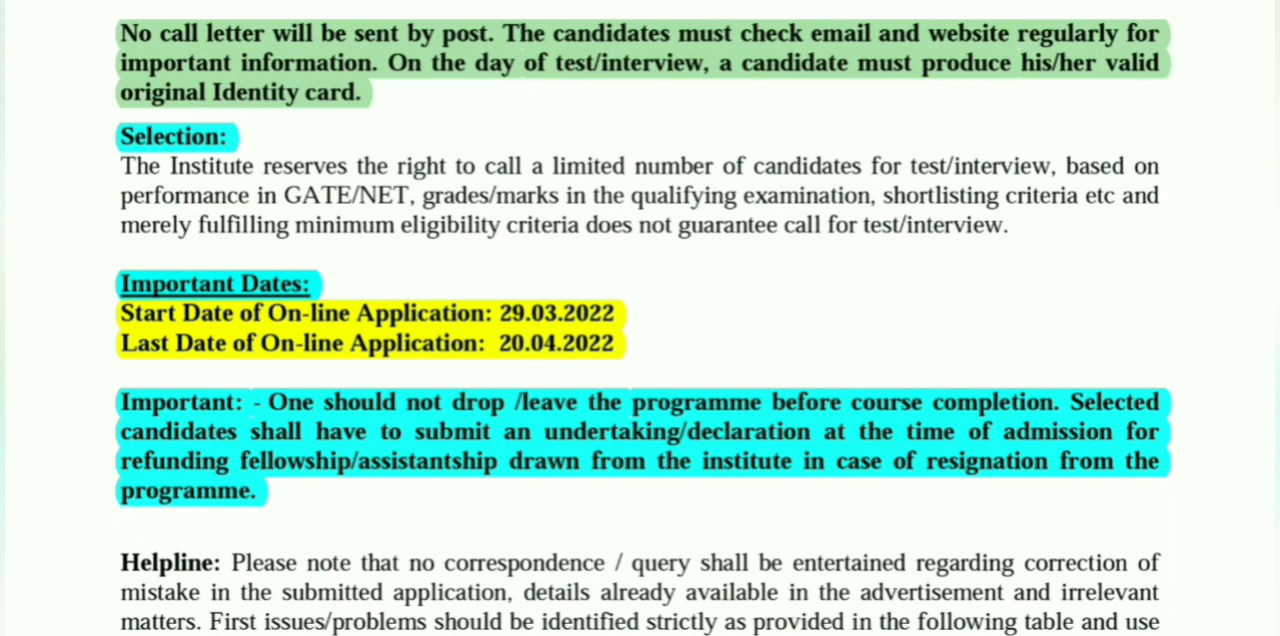 No call letter will be sent by post. The candidates must check email and website regularly for
important information. On the day of test/interview, a candidate must produce his/her valid
original Identity card.
Selection:
The Institute reserves the right to call a limited number of candidates for test/interview, based on
performance in GATE/NET, grades/marks in the qualifying examination, shortlisting criteria etc and
merely fulfilling minimum eligibility criteria does not guarantee call for test/interview.
Important Dates:
Start Date of On-line Application: 29.03.2022
Last Date of On-line Application: 20.04.2022
Important: - One should not drop /leave the programme before course completion. Selected
candidates shall have to submit an undertaking/declaration at the time of admission for
refunding fellowship/assistantship drawn from the institute in case of resignation from the
programme.
Helpline: Please note that no correspondence / query shall be entertained regarding correction of
mistake in the submitted application, details already available in the advertisement and irrelevant
matters. First issues/problems should be identified strictly as provided in the following table and use